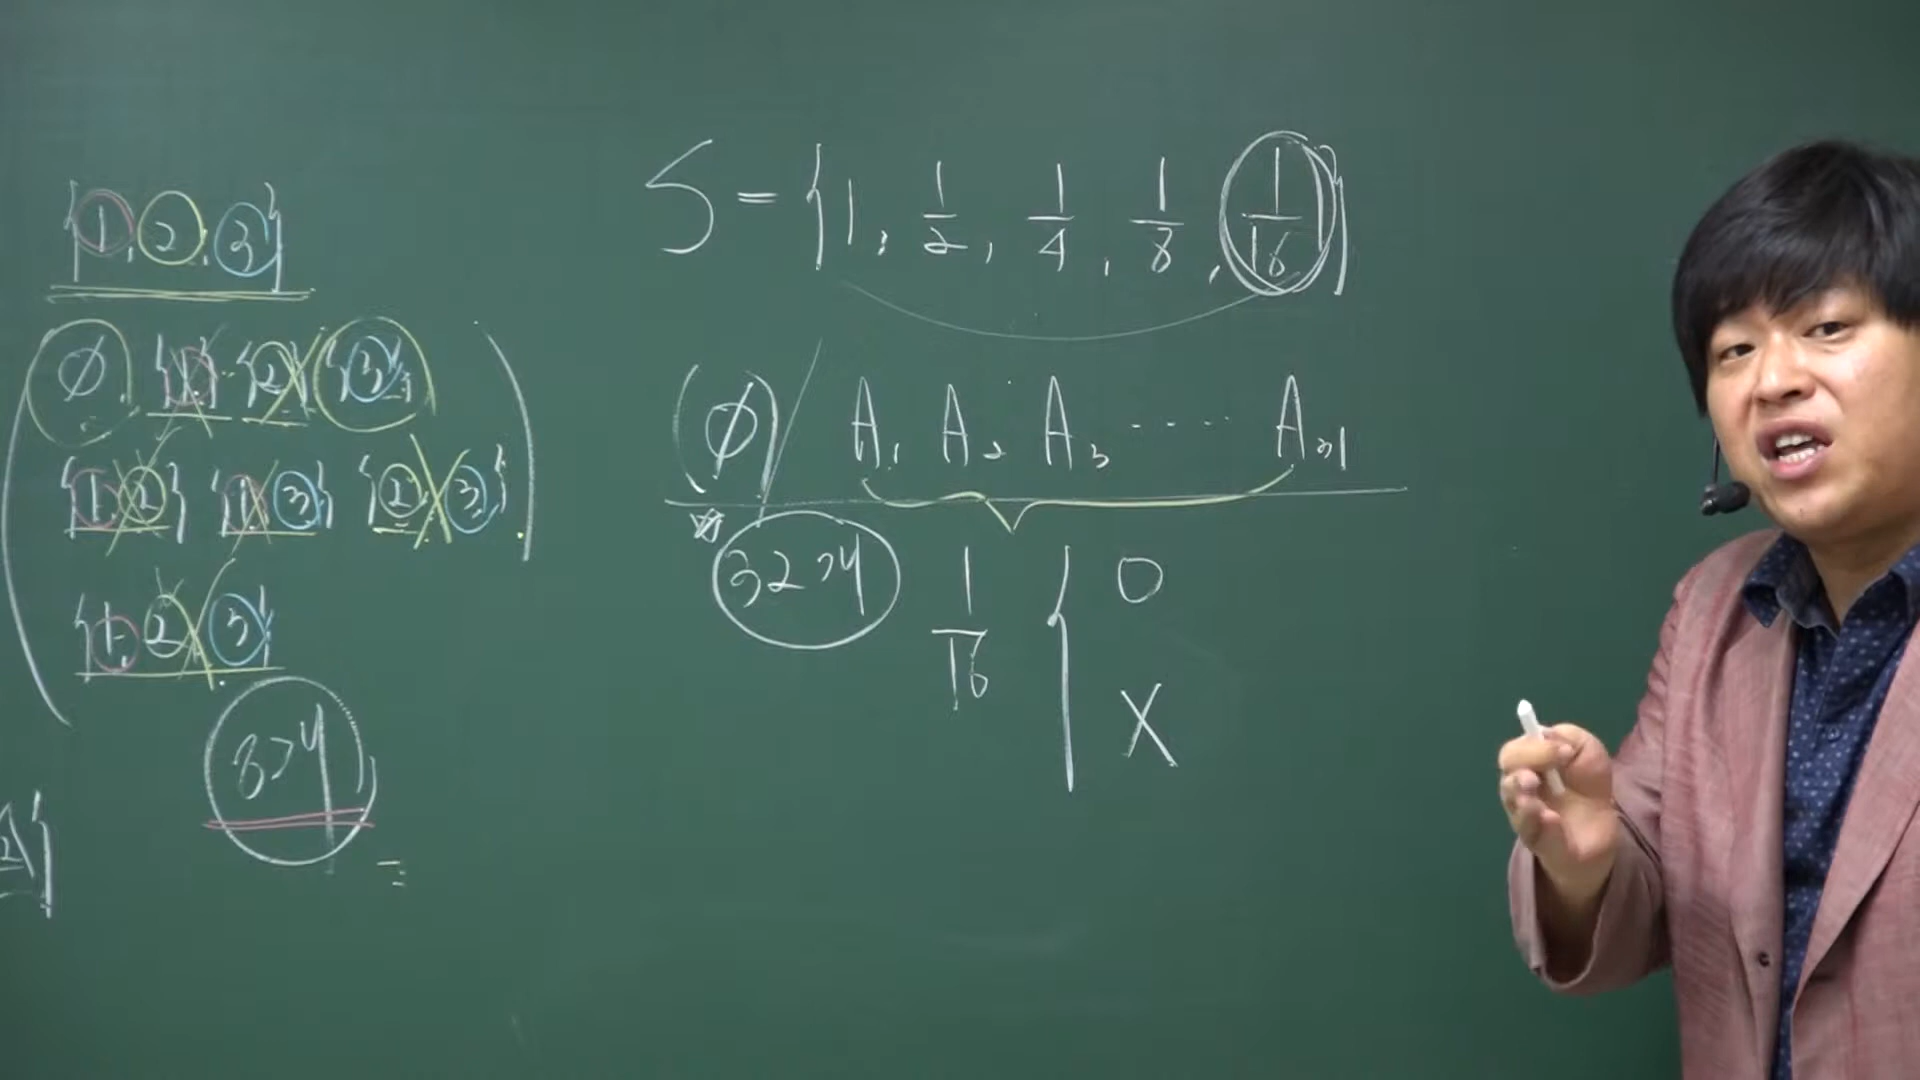 {1, 2, 3}
∅ {1} {2} {3}
{1, 2} {1, 3} {2, 3}
{1, 2, 3}
8개
S = {1, 1/2, 1/4, 1/8, 1/16}
∅ / A₁ A₂ A₃ ⋯⋯ A₃₁
32개 1/16 { O
X